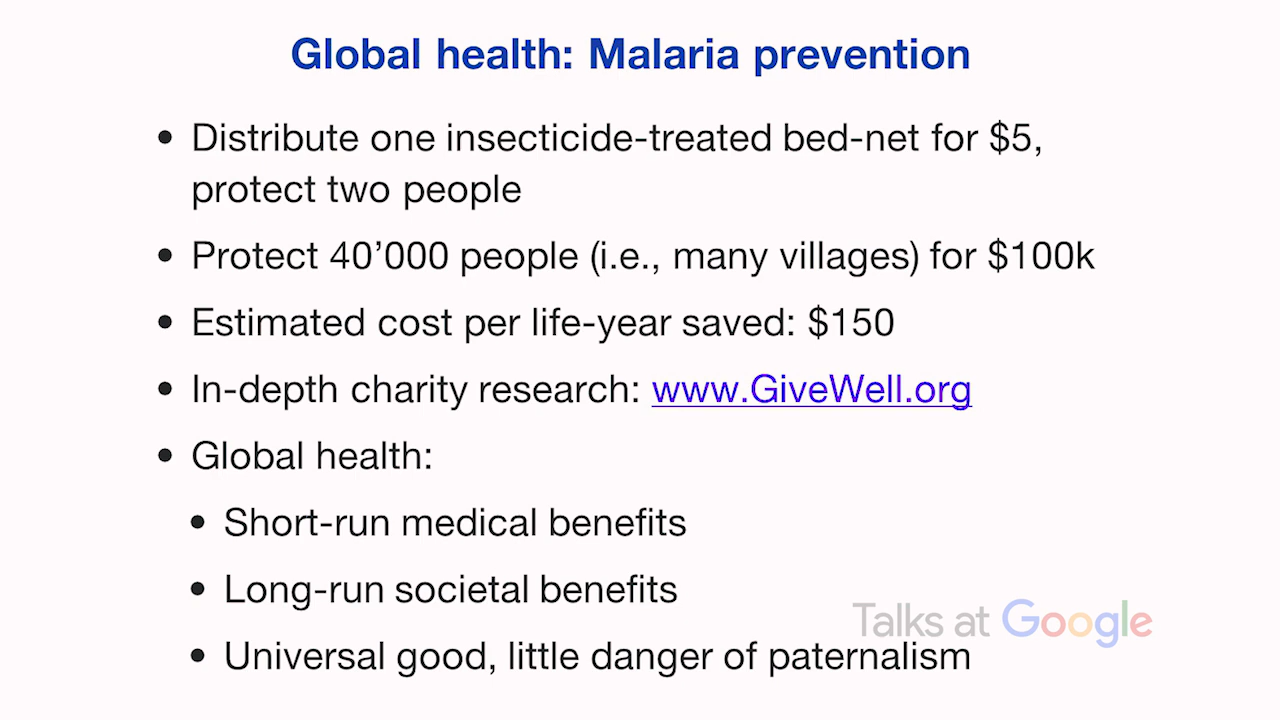 Global health: Malaria prevention
• Distribute one insecticide-treated bed-net for $5,
protect two people
• Protect 40’000 people (i.e., many villages) for $100k
• Estimated cost per life-year saved: $150
• In-depth charity research: www.GiveWell.org
• Global health:
• Short-run medical benefits
• Long-run societal benefits
Talks at Google
• Universal good, little danger of paternalism